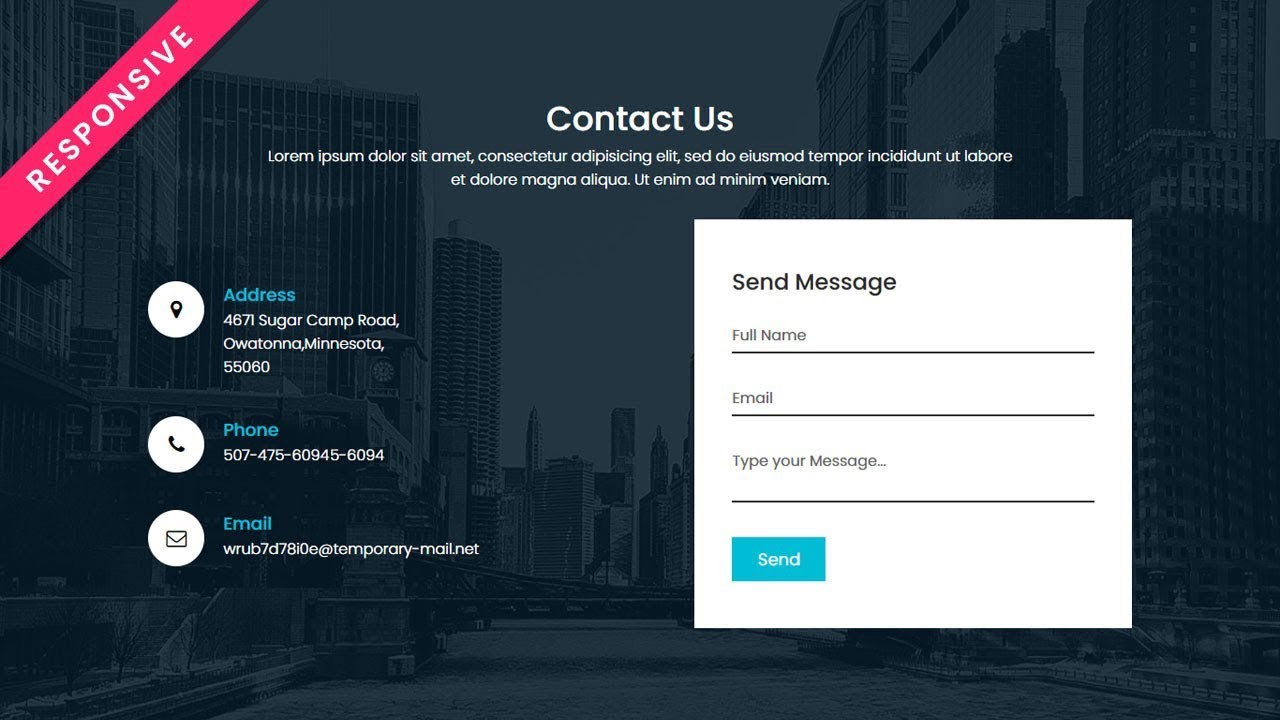 RESPONSIVE
Contact Us
Lorem ipsum dolor sit amet, consectetur adipisicing elit, sed do eiusmod tempor incididunt ut labore
et dolore magna aliqua. Ut enim ad minim veniam.
Address
4671 Sugar Camp Road,
Owatonna,Minnesota,
55060
Phone
507-475-60945-6094
Email
wrub7d78i0e@temporary-mail.net
Send Message
Full Name
Email
Type your Message...
Send